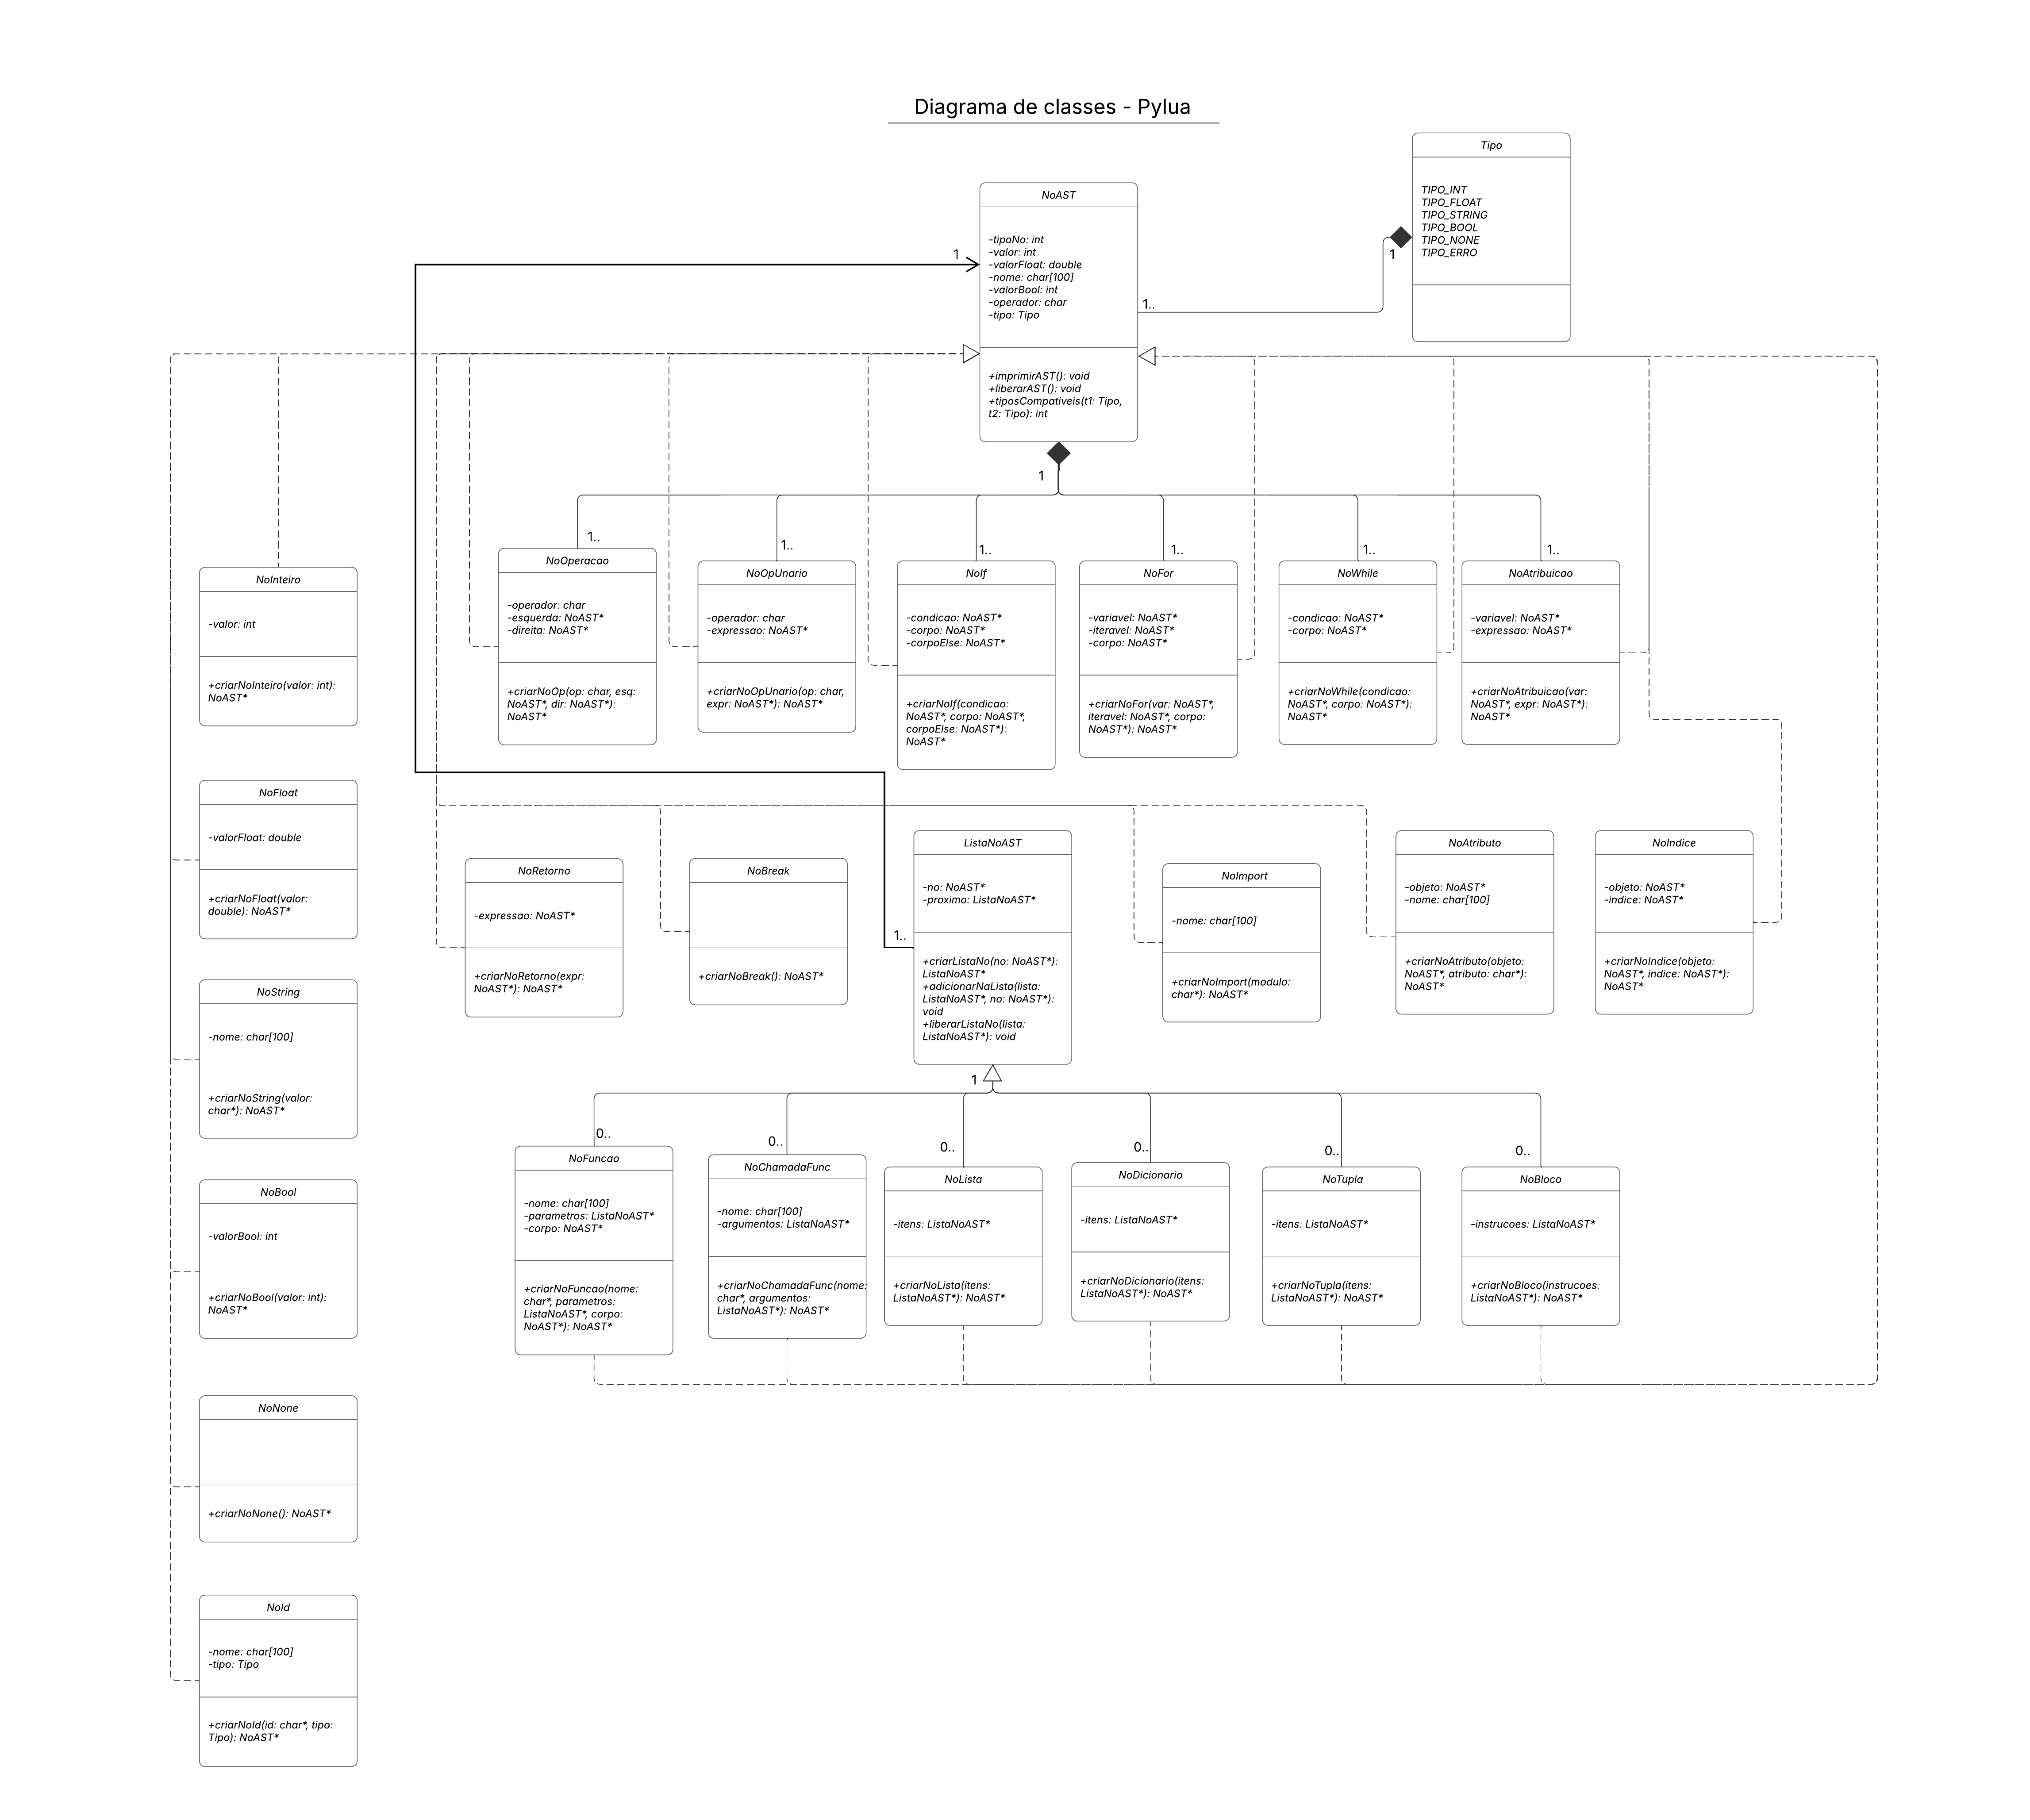 Diagrama de classes - Pylua
Tipo
TIPO_INT
TIPO_FLOAT
TIPO_STRING
TIPO_BOOL
TIPO_NONE
TIPO_ERRO
1
1..
NoAST
-tipoNo: int
-valor: int
-valorFloat: double
-nome: char[100]
-valorBool: int
-operador: char
-tipo: Tipo
+imprimirAST(): void
+liberarAST(): void
+tiposCompativeis(t1: Tipo,
t2: Tipo): int
1
1
1..
NoOperacao
-operador: char
-esquerda: NoAST*
-direita: NoAST*
+criarNoOp(op: char, esq:
NoAST*, dir: NoAST*):
NoAST*
1..
NoOpUnario
-operador: char
-expressao: NoAST*
+criarNoOpUnario(op: char,
expr: NoAST*): NoAST*
1..
NoIf
-condicao: NoAST*
-corpo: NoAST*
-corpoElse: NoAST*
+criarNoIf(condicao:
NoAST*, corpo: NoAST*,
corpoElse: NoAST*):
NoAST*
1..
NoFor
-variavel: NoAST*
-iteravel: NoAST*
-corpo: NoAST*
+criarNoFor(var: NoAST*,
iteravel: NoAST*, corpo:
NoAST*): NoAST*
1..
NoWhile
-condicao: NoAST*
-corpo: NoAST*
+criarNoWhile(condicao:
NoAST*, corpo: NoAST*):
NoAST*
1..
NoAtribuicao
-variavel: NoAST*
-expressao: NoAST*
+criarNoAtribuicao(var:
NoAST*, expr: NoAST*):
NoAST*
NoInteiro
-valor: int
+criarNoInteiro(valor: int):
NoAST*
NoFloat
-valorFloat: double
+criarNoFloat(valor:
double): NoAST*
NoString
-nome: char[100]
+criarNoString(valor:
char*): NoAST*
NoBool
-valorBool: int
+criarNoBool(valor: int):
NoAST*
NoNone
+criarNoNone(): NoAST*
NoId
-nome: char[100]
-tipo: Tipo
+criarNoId(id: char*, tipo:
Tipo): NoAST*
NoRetorno
-expressao: NoAST*
+criarNoRetorno(expr:
NoAST*): NoAST*
NoBreak
+criarNoBreak(): NoAST*
1..
ListaNoAST
-no: NoAST*
-proximo: ListaNoAST*
+criarListaNo(no: NoAST*):
ListaNoAST*
+adicionarNaLista(lista:
ListaNoAST*, no: NoAST*):
void
+liberarListaNo(lista:
ListaNoAST*): void
NoImport
-nome: char[100]
+criarNoImport(modulo:
char*): NoAST*
NoAtributo
-objeto: NoAST*
-nome: char[100]
+criarNoAtributo(objeto:
NoAST*, atributo: char*):
NoAST*
NoIndice
-objeto: NoAST*
-indice: NoAST*
+criarNoIndice(objeto:
NoAST*, indice: NoAST*):
NoAST*
1
0..
NoFuncao
-nome: char[100]
-parametros: ListaNoAST*
-corpo: NoAST*
+criarNoFuncao(nome:
char*, parametros:
ListaNoAST*, corpo:
NoAST*): NoAST*
0..
NoChamadaFunc
-nome: char[100]
-argumentos: ListaNoAST*
+criarNoChamadaFunc(nome:
char*, argumentos:
ListaNoAST*): NoAST*
0..
NoLista
-itens: ListaNoAST*
+criarNoLista(itens:
ListaNoAST*): NoAST*
0..
NoDicionario
-itens: ListaNoAST*
+criarNoDicionario(itens:
ListaNoAST*): NoAST*
0..
NoTupla
-itens: ListaNoAST*
+criarNoTupla(itens:
ListaNoAST*): NoAST*
0..
NoBloco
-instrucoes: ListaNoAST*
+criarNoBloco(instrucoes:
ListaNoAST*): NoAST*